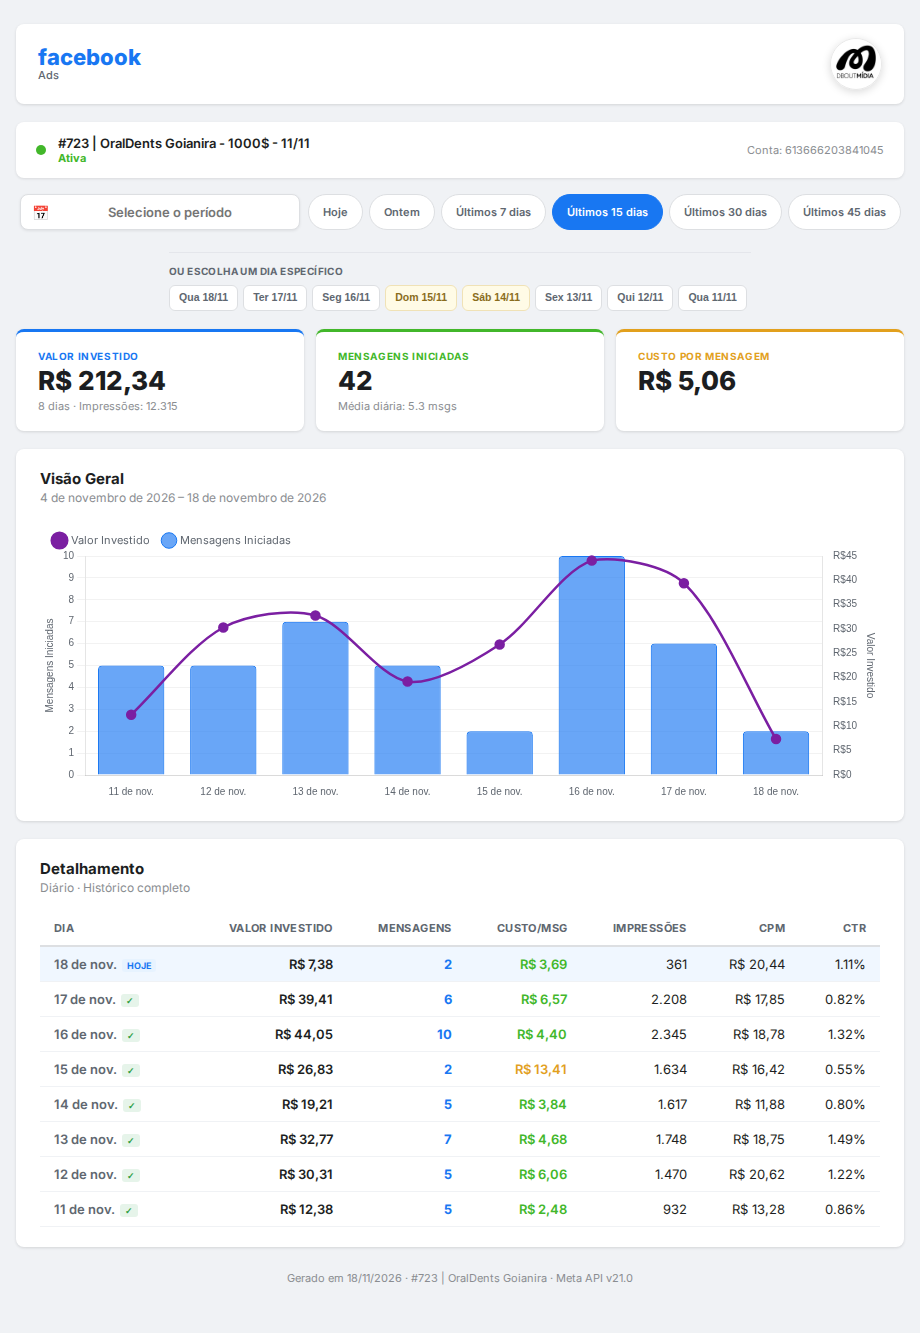 facebook
Ads
DBOUTMÍDIA
#723 | OralDents Goianira - 1000$ - 11/11
Ativa
Conta: 613666203841045
Selecione o período
Hoje
Ontem
Últimos 7 dias
Últimos 15 dias
Últimos 30 dias
Últimos 45 dias
OU ESCOLHA UM DIA ESPECÍFICO
Qua 18/11
Ter 17/11
Seg 16/11
Dom 15/11
Sáb 14/11
Sex 13/11
Qui 12/11
Qua 11/11
VALOR INVESTIDO
R$ 212,34
8 dias · Impressões: 12.315
MENSAGENS INICIADAS
42
Média diária: 5.3 msgs
CUSTO POR MENSAGEM
R$ 5,06
Visão Geral
4 de novembro de 2026 – 18 de novembro de 2026
Valor Investido
Mensagens Iniciadas
10
9
8
7
6
5
4
3
2
1
0
Mensagens Iniciadas
R$45
R$40
R$35
R$30
R$25
R$20
R$15
R$10
R$5
R$0
Valor Investido
11 de nov.
12 de nov.
13 de nov.
14 de nov.
15 de nov.
16 de nov.
17 de nov.
18 de nov.
Detalhamento
Diário · Histórico completo
DIA VALOR INVESTIDO MENSAGENS CUSTO/MSG IMPRESSÕES CPM CTR
18 de nov. HOJE R$ 7,38 2 R$ 3,69 361 R$ 20,44 1.11%
17 de nov. ✓ R$ 39,41 6 R$ 6,57 2.208 R$ 17,85 0.82%
16 de nov. ✓ R$ 44,05 10 R$ 4,40 2.345 R$ 18,78 1.32%
15 de nov. ✓ R$ 26,83 2 R$ 13,41 1.634 R$ 16,42 0.55%
14 de nov. ✓ R$ 19,21 5 R$ 3,84 1.617 R$ 11,88 0.80%
13 de nov. ✓ R$ 32,77 7 R$ 4,68 1.748 R$ 18,75 1.49%
12 de nov. ✓ R$ 30,31 5 R$ 6,06 1.470 R$ 20,62 1.22%
11 de nov. ✓ R$ 12,38 5 R$ 2,48 932 R$ 13,28 0.86%
Gerado em 18/11/2026 · #723 | OralDents Goianira · Meta API v21.0